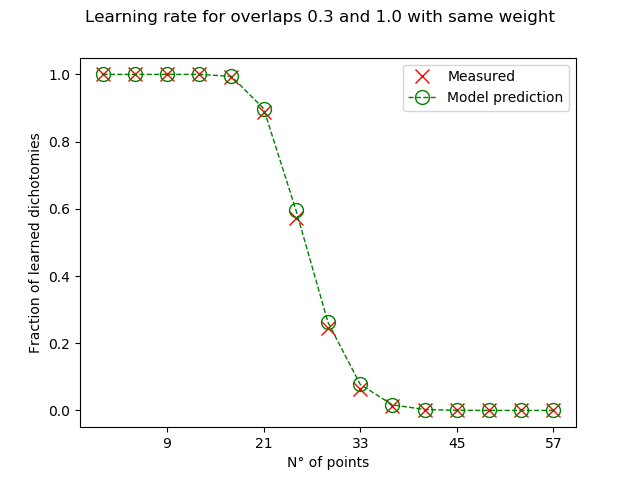 Learning rate for overlaps 0.3 and 1.0 with same weight
Measured
Model prediction
Fraction of learned dichotomies
1.0
0.8
0.6
0.4
0.2
0.0
9 21 33 45 57
N° of points